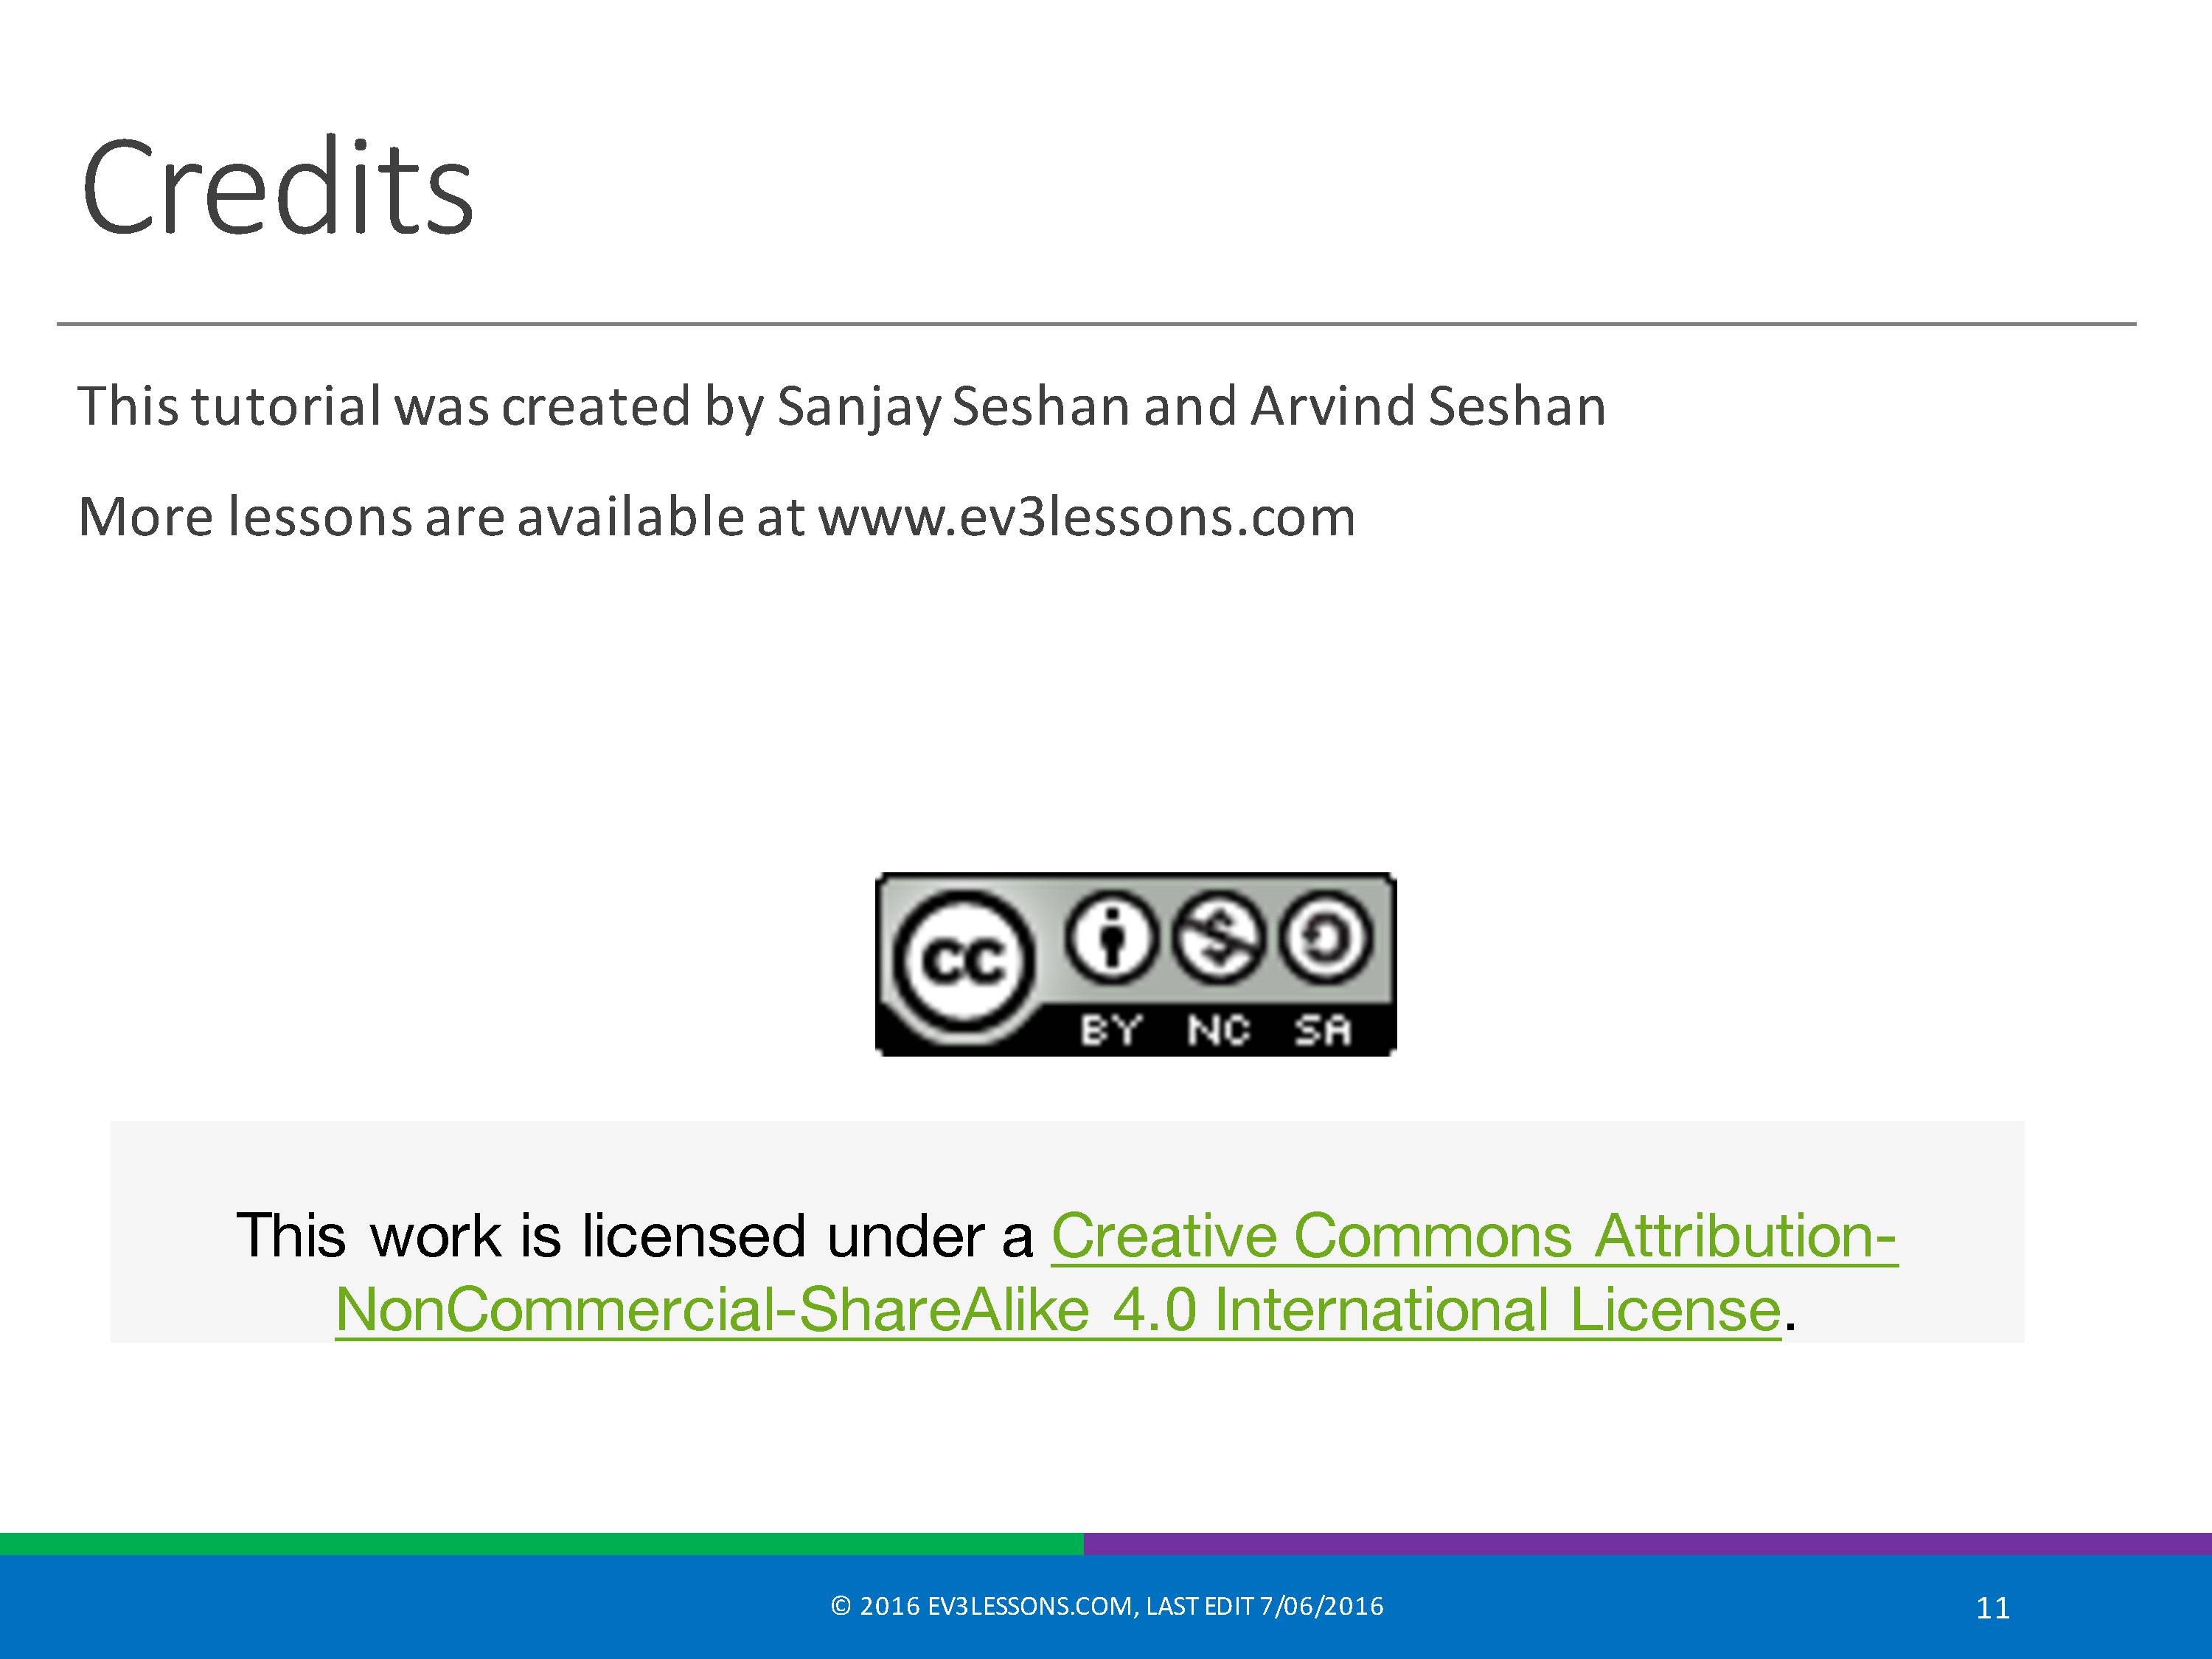 Credits
This tutorial was created by Sanjay Seshan and Arvind Seshan
More lessons are available at www.ev3lessons.com
cc
BY NC SA
This work is licensed under a Creative Commons Attribution-
NonCommercial-ShareAlike 4.0 International License.
© 2016 EV3LESSONS.COM, LAST EDIT 7/06/2016
11